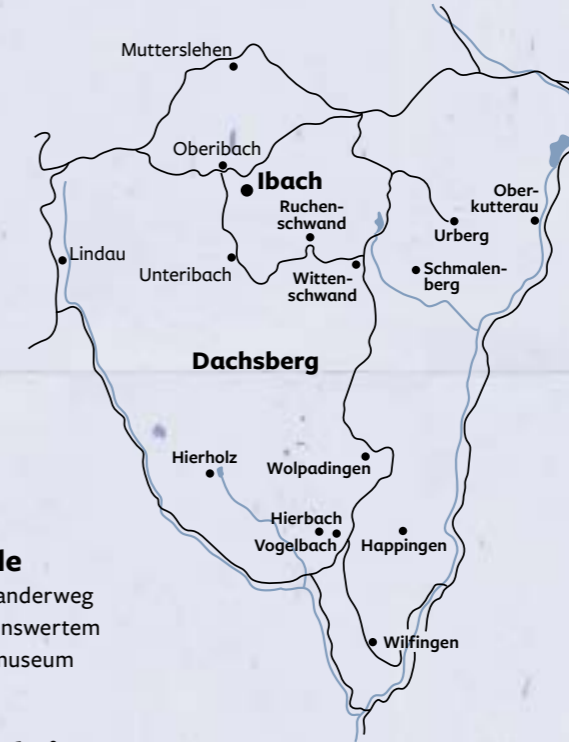 Mutterslehen
Oberibach
Ibach
Ruchen-
schwand
Ober-
kutterau
Urberg
Lindau
Unteribach
Witten-
schwand
Schmalen-
berg
Dachsberg
Hierholz
Wolpadingen
Hierbach
Vogelbach
Happingen
Wilfingen
le
anderweg
nswertem
museum